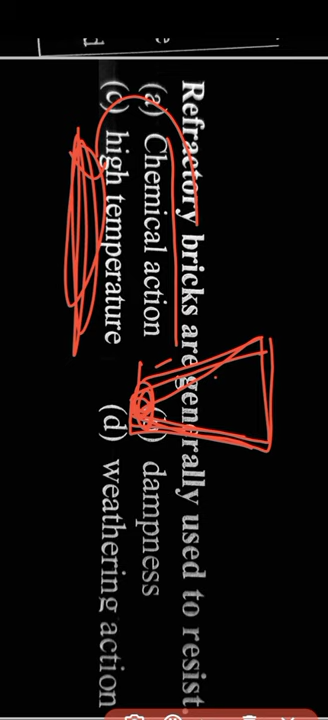 Refractory bricks are generally used to resist.
(a) Chemical action (b) dampness
(c) high temperature (d) weathering action